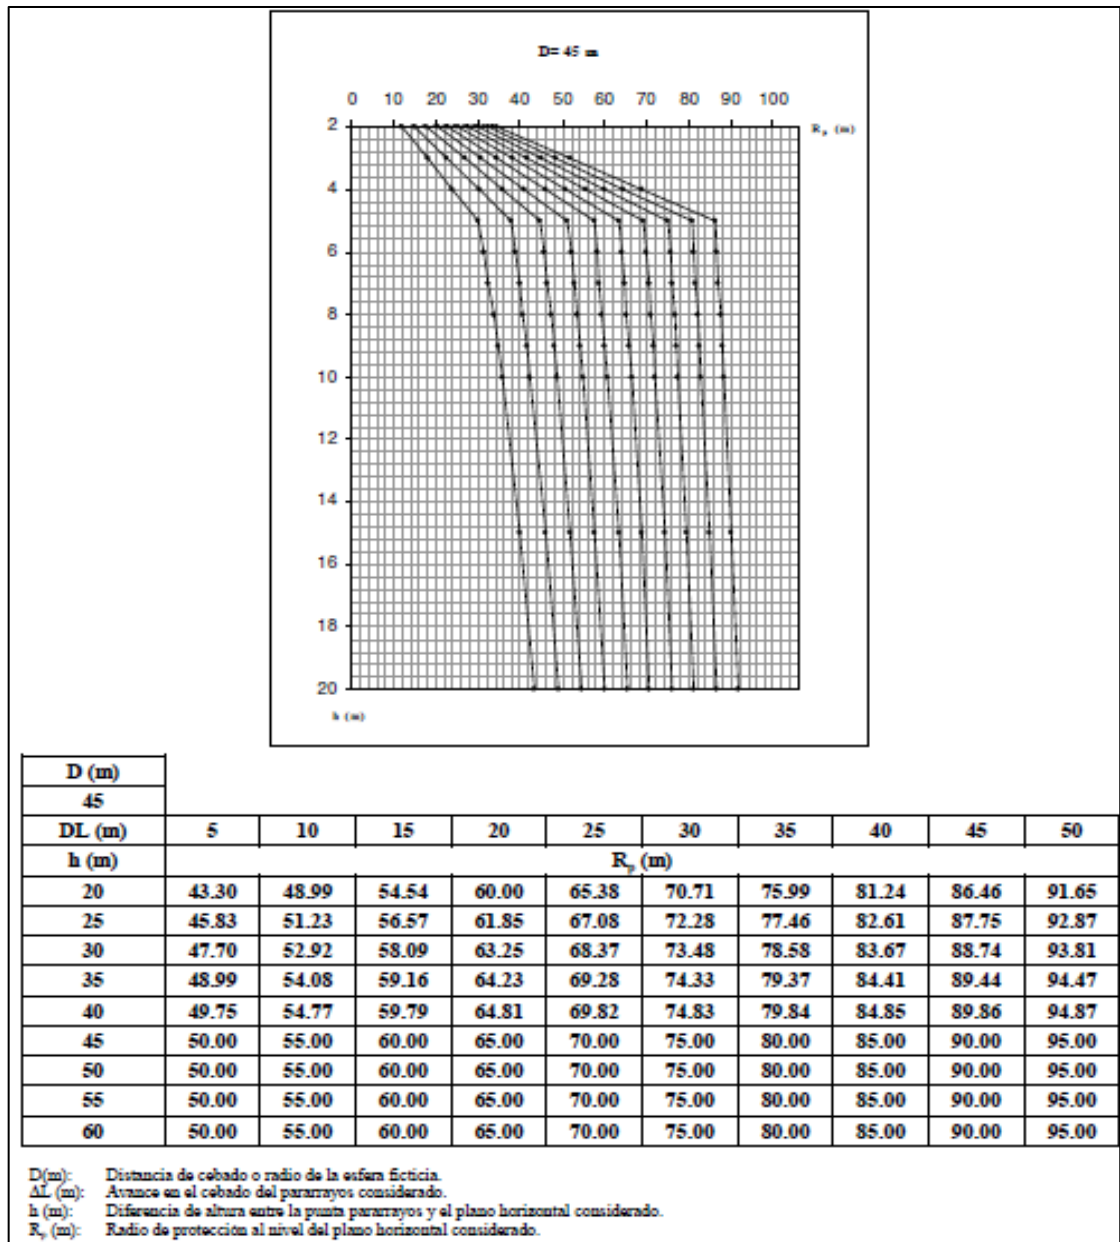 D= 45 m
0 10 20 30 40 50 60 70 80 90 100
R_p (m)
2
4
6
8
10
12
14
16
18
20
h (m)
D (m)
45
DL (m) 5 10 15 20 25 30 35 40 45 50
h (m) R_p (m)
20 43.30 48.99 54.54 60.00 65.38 70.71 75.99 81.24 86.46 91.65
25 45.83 51.23 56.57 61.85 67.08 72.28 77.46 82.61 87.75 92.87
30 47.70 52.92 58.09 63.25 68.37 73.48 78.58 83.67 88.74 93.81
35 48.99 54.08 59.16 64.23 69.28 74.33 79.37 84.41 89.44 94.47
40 49.75 54.77 59.79 64.81 69.82 74.83 79.84 84.85 89.86 94.87
45 50.00 55.00 60.00 65.00 70.00 75.00 80.00 85.00 90.00 95.00
50 50.00 55.00 60.00 65.00 70.00 75.00 80.00 85.00 90.00 95.00
55 50.00 55.00 60.00 65.00 70.00 75.00 80.00 85.00 90.00 95.00
60 50.00 55.00 60.00 65.00 70.00 75.00 80.00 85.00 90.00 95.00
D(m): Distancia de cebado o radio de la esfera ficticia.
ΔL (m): Avance en el cebado del pararrayos considerado.
h (m): Diferencia de altura entre la punta pararrayos y el plano horizontal considerado.
R_p (m): Radio de protección al nivel del plano horizontal considerado.